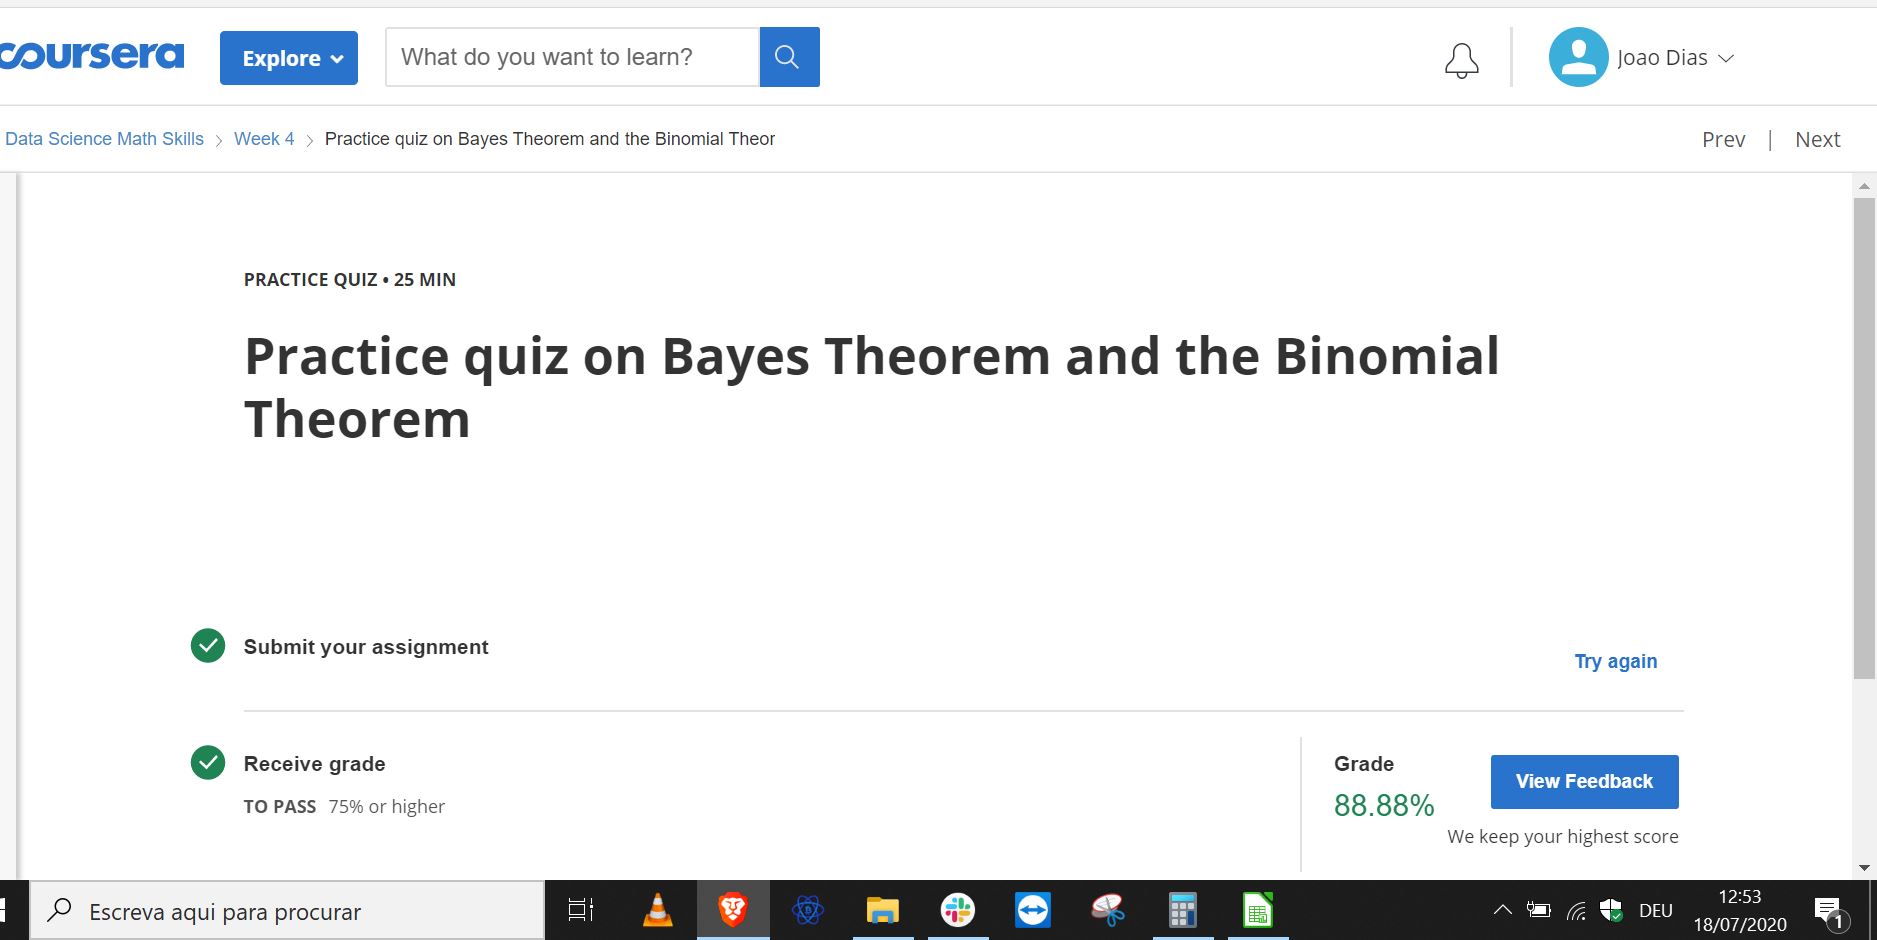 coursera
Explore
What do you want to learn?
Joao Dias
Data Science Math Skills
Week 4
Practice quiz on Bayes Theorem and the Binomial Theor
Prev | Next
PRACTICE QUIZ • 25 MIN
Practice quiz on Bayes Theorem and the Binomial
Theorem
Submit your assignment
Try again
Receive grade
TO PASS 75% or higher
Grade
88.88%
View Feedback
We keep your highest score
Escreva aqui para procurar
DEU
12:53
18/07/2020
1